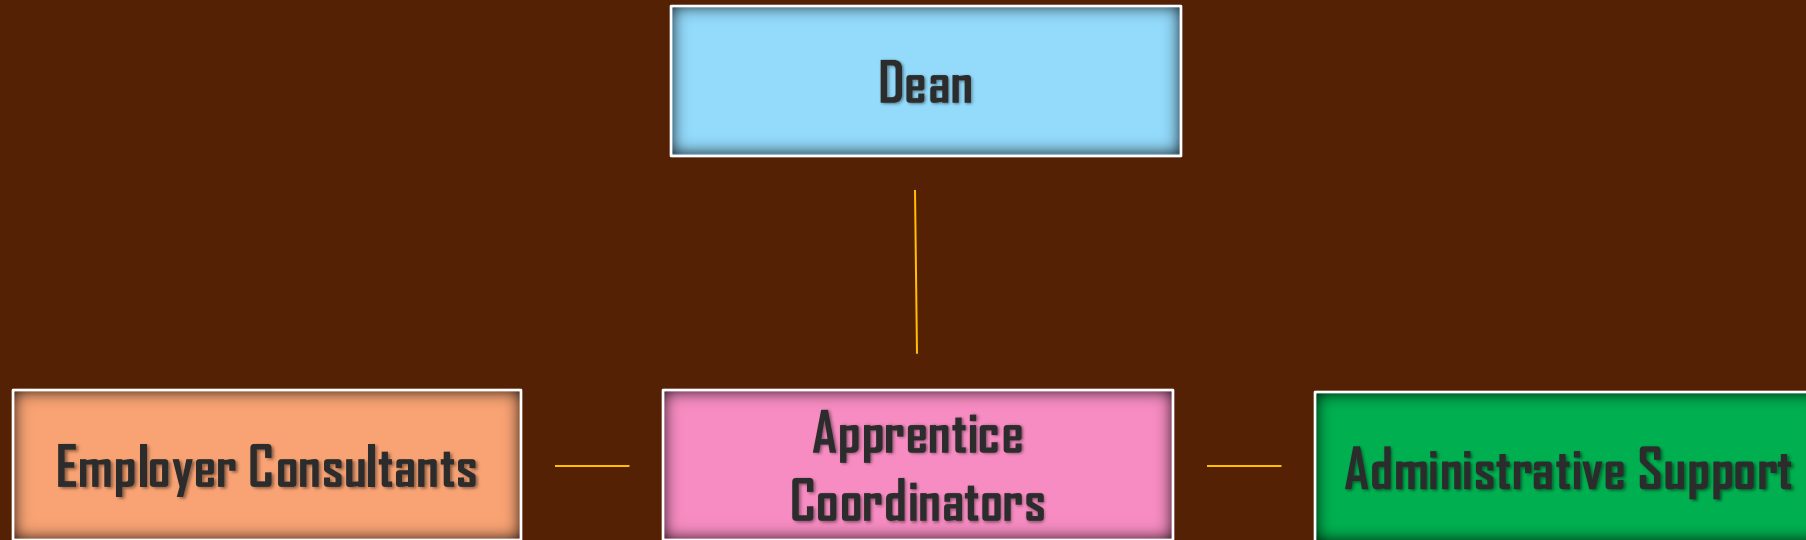 Dean
Employer Consultants
Apprentice
Coordinators
Administrative Support